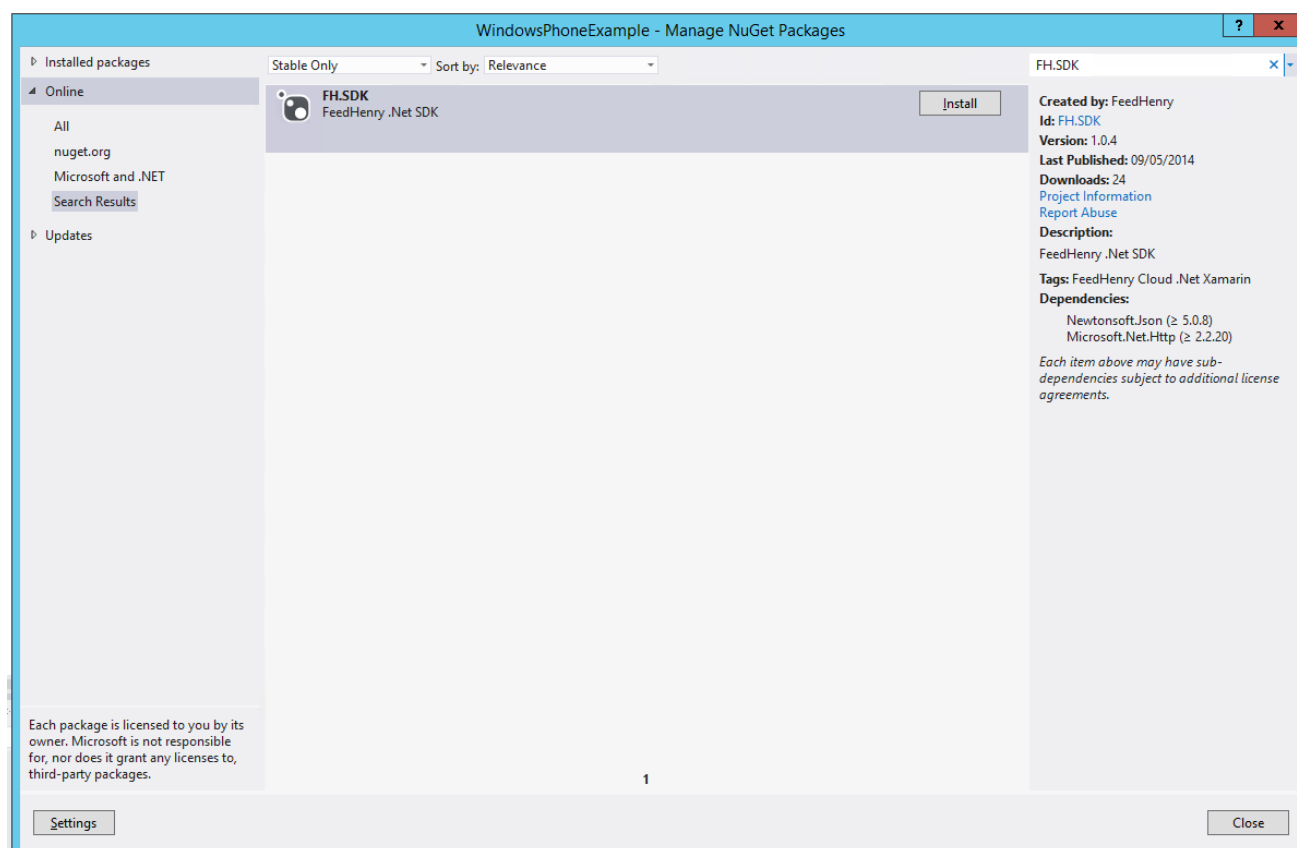 WindowsPhoneExample - Manage NuGet Packages
? x
Installed packages
Online
All
nuget.org
Microsoft and .NET
Search Results
Updates
Each package is licensed to you by its
owner. Microsoft is not responsible
for, nor does it grant any licenses to,
third-party packages.
Stable Only
Sort by: Relevance
FH.SDK
FeedHenry .Net SDK
Install
1
FH.SDK
Created by: FeedHenry
Id: FH.SDK
Version: 1.0.4
Last Published: 09/05/2014
Downloads: 24
Project Information
Report Abuse
Description:
FeedHenry .Net SDK
Tags: FeedHenry Cloud .Net Xamarin
Dependencies:
Newtonsoft.Json (≥ 5.0.8)
Microsoft.Net.Http (≥ 2.2.20)
Each item above may have sub-
dependencies subject to additional license
agreements.
Settings
Close